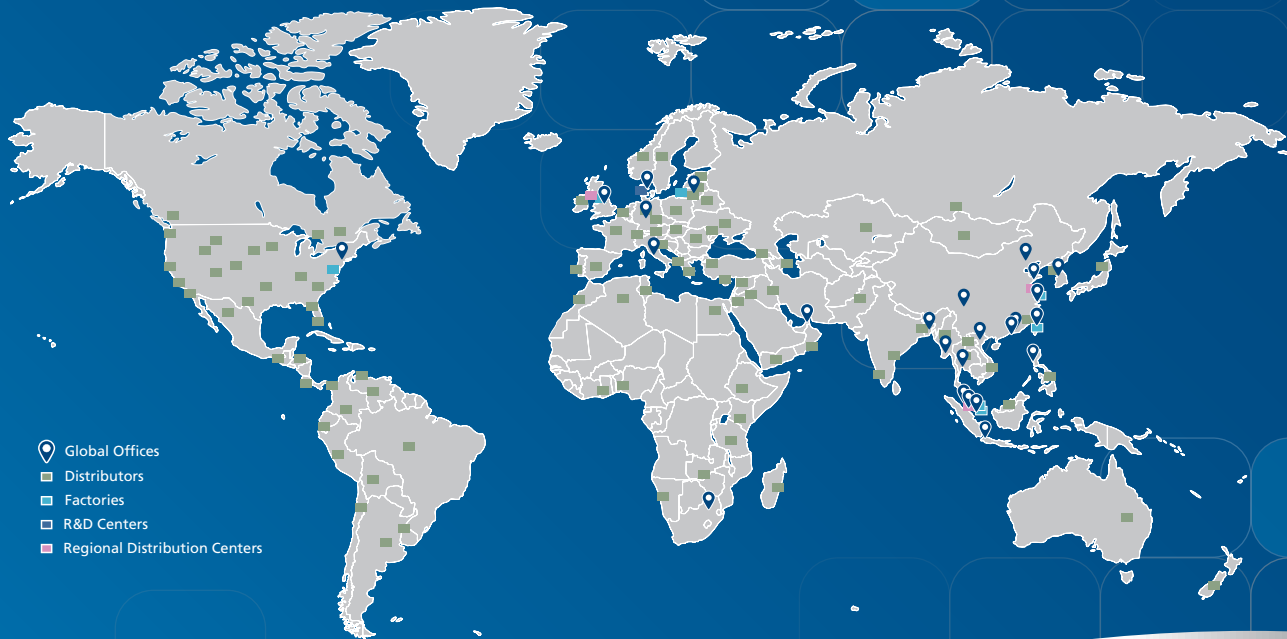 Global Offices
Distributors
Factories
R&D Centers
Regional Distribution Centers